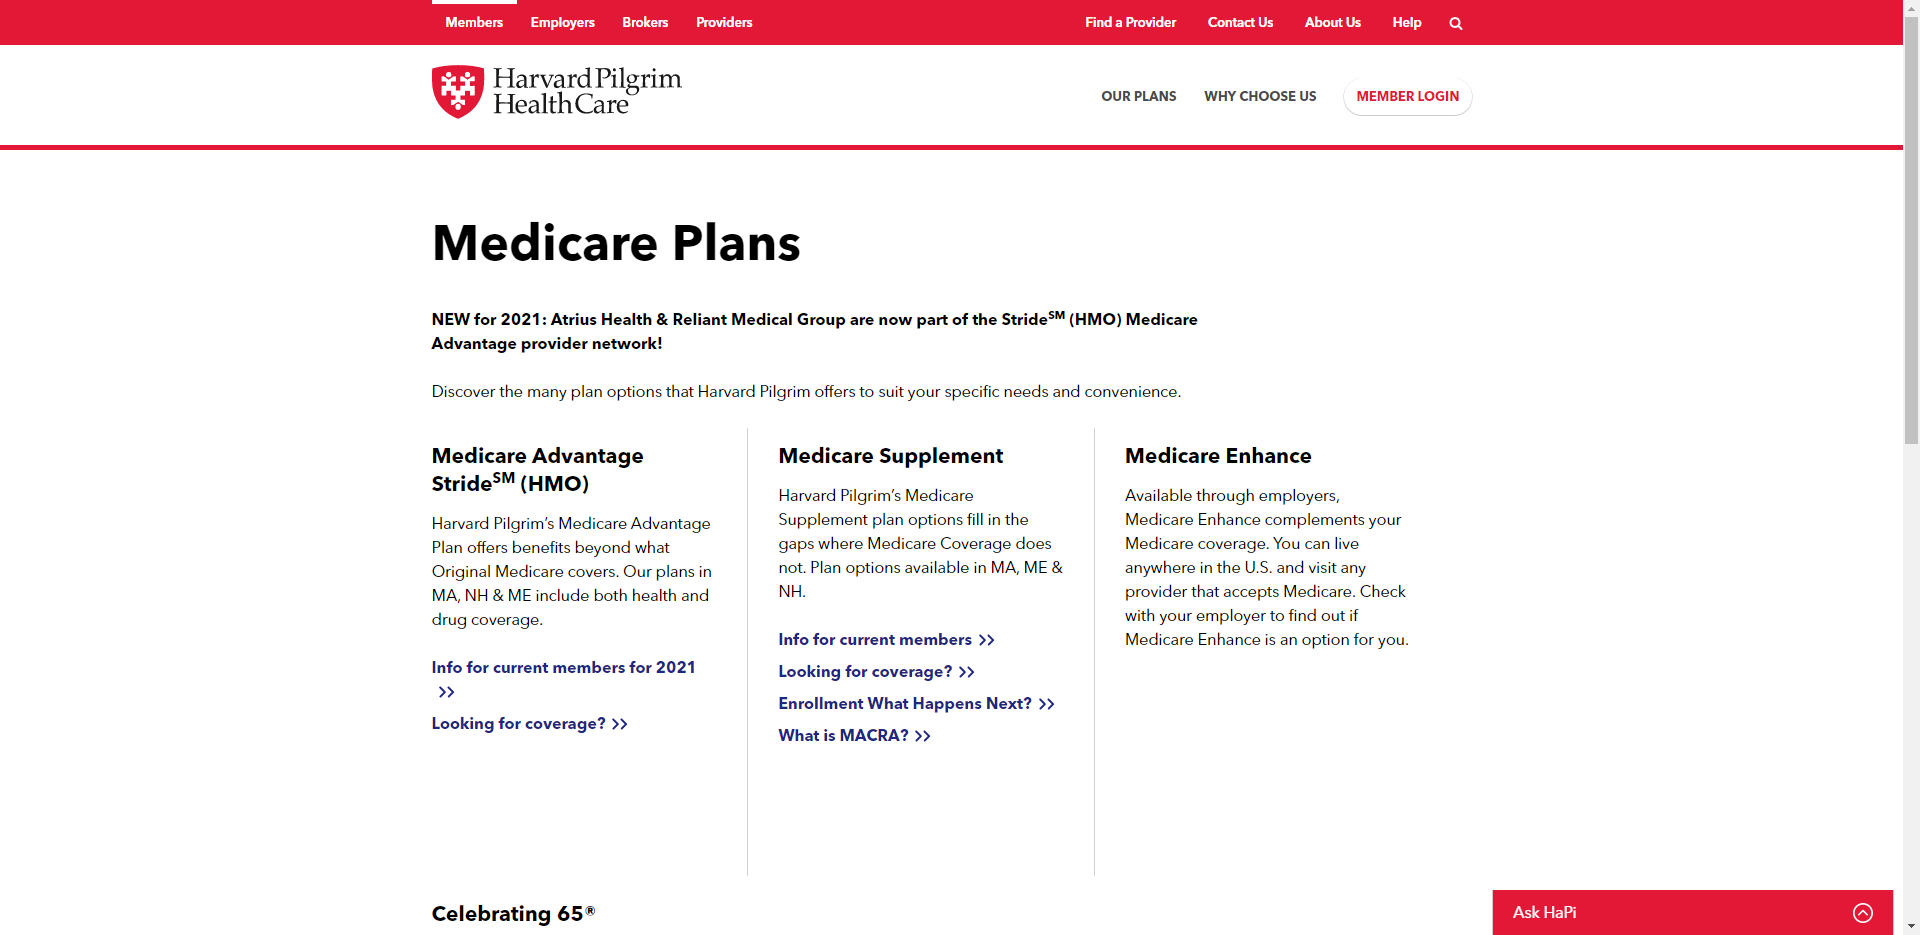 Members Employers Brokers Providers Find a Provider Contact Us About Us Help
Harvard Pilgrim
HealthCare
OUR PLANS WHY CHOOSE US MEMBER LOGIN
Medicare Plans
NEW for 2021: Atrius Health & Reliant Medical Group are now part of the StrideSM (HMO) Medicare
Advantage provider network!
Discover the many plan options that Harvard Pilgrim offers to suit your specific needs and convenience.
Medicare Advantage
StrideSM (HMO)
Harvard Pilgrim’s Medicare Advantage
Plan offers benefits beyond what
Original Medicare covers. Our plans in
MA, NH & ME include both health and
drug coverage.
Info for current members for 2021
>>
Looking for coverage? >>
Medicare Supplement
Harvard Pilgrim’s Medicare
Supplement plan options fill in the
gaps where Medicare Coverage does
not. Plan options available in MA, ME &
NH.
Info for current members >>
Looking for coverage? >>
Enrollment What Happens Next? >>
What is MACRA? >>
Medicare Enhance
Available through employers,
Medicare Enhance complements your
Medicare coverage. You can live
anywhere in the U.S. and visit any
provider that accepts Medicare. Check
with your employer to find out if
Medicare Enhance is an option for you.
Celebrating 65®
Ask HaPi